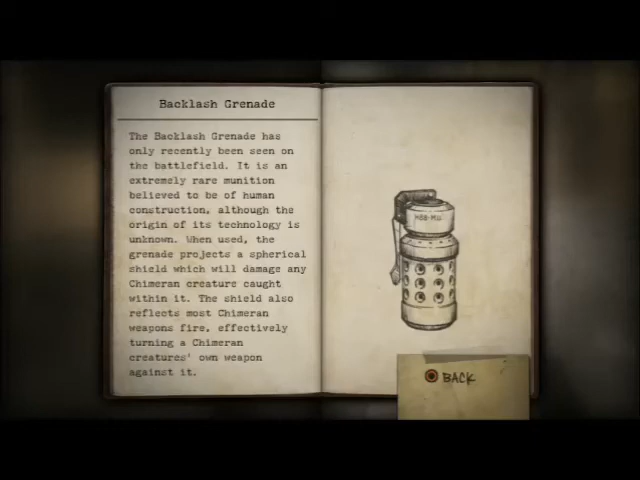 Backlash Grenade
The Backlash Grenade has
only recently been seen on
the battlefield. It is an
extremely rare munition
believed to be of human
construction, although the
origin of its technology is
unknown. When used, the
grenade projects a spherical
shield which will damage any
Chimeran creature caught
within it. The shield also
reflects most Chimeran
weapons fire, effectively
turning a Chimeran
creatures' own weapon
against it.
BACK